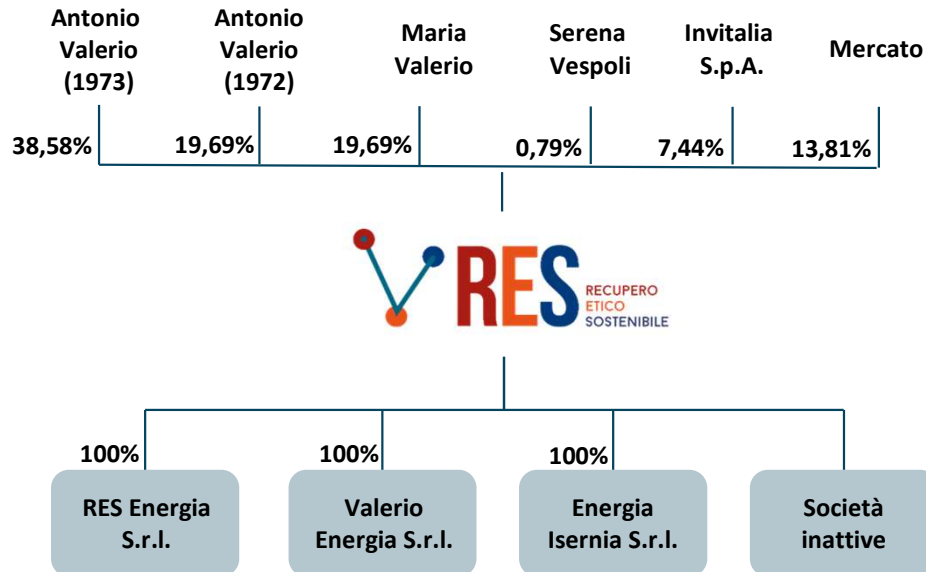 Antonio
Valerio
(1973)
Antonio
Valerio
(1972)
Maria
Valerio
Serena
Vespoli
Invitalia
S.p.A.
Mercato
38,58%
19,69%
19,69%
0,79%
7,44%
13,81%
RES
RECUPERO
ETICO
SOSTENIBILE
100%
100%
100%
RES Energia
S.r.l.
Valerio
Energia S.r.l.
Energia
Isernia S.r.l.
Società
inattive